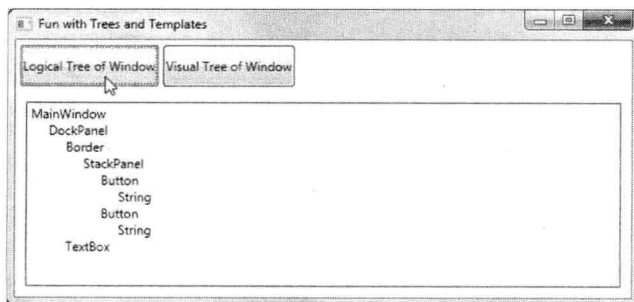 Fun with Trees and Templates
Logical Tree of Window Visual Tree of Window
MainWindow
DockPanel
Border
StackPanel
Button
String
Button
String
TextBox